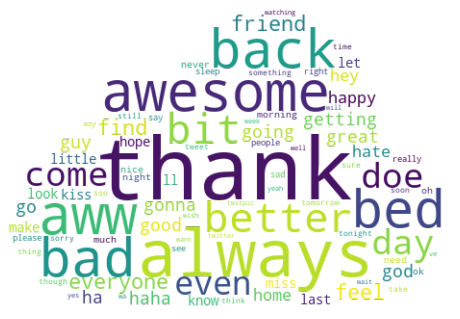 watching
friend
back
time
never
let
sleep
something
right
hey
awesome
will
happy
morning
still
say
week
getting
bit
find
going
guy
tweet
people
great
hope
thank
well
hate
nice
come
little
really
doe
ll
sad
night
yeah
sure
look
kiss
soon
oh
aww
go
gonna
better
bed
wish
tomorrow
make
good
twitter
day
please
sorry
want
tonight
much
bad
always
see
ve
thing
need
god
ok
though
everyone
even
miss
wait
feel
take
yes
ha
haha
know
think
home
last
twitpic